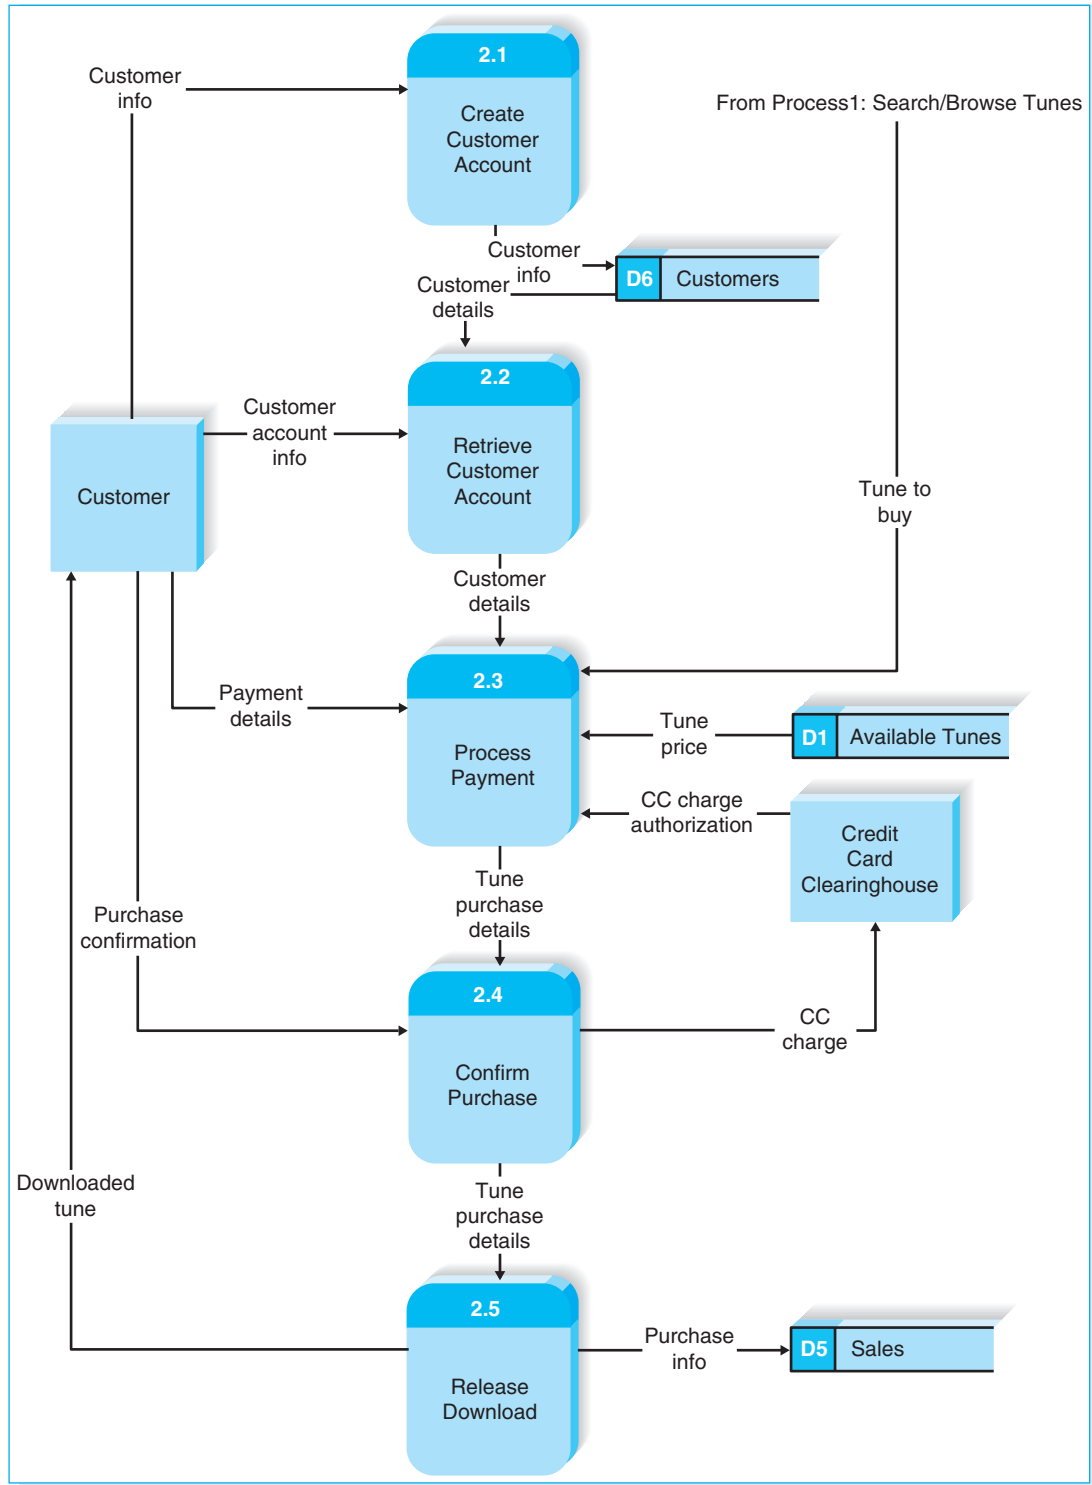 2.1
Customer
info
Create
Customer
Account
From Process1: Search/Browse Tunes
Customer
info
D6 Customers
Customer
details
2.2
Customer
account
info
Retrieve
Customer
Account
Customer
Tune to
buy
Customer
details
2.3
Payment
details
Process
Payment
Tune
price
D1 Available Tunes
CC charge
authorization
Credit
Card
Clearinghouse
Tune
purchase
details
Purchase
confirmation
2.4
Confirm
Purchase
CC
charge
Tune
purchase
details
Downloaded
tune
2.5
Release
Download
Purchase
info
D5 Sales